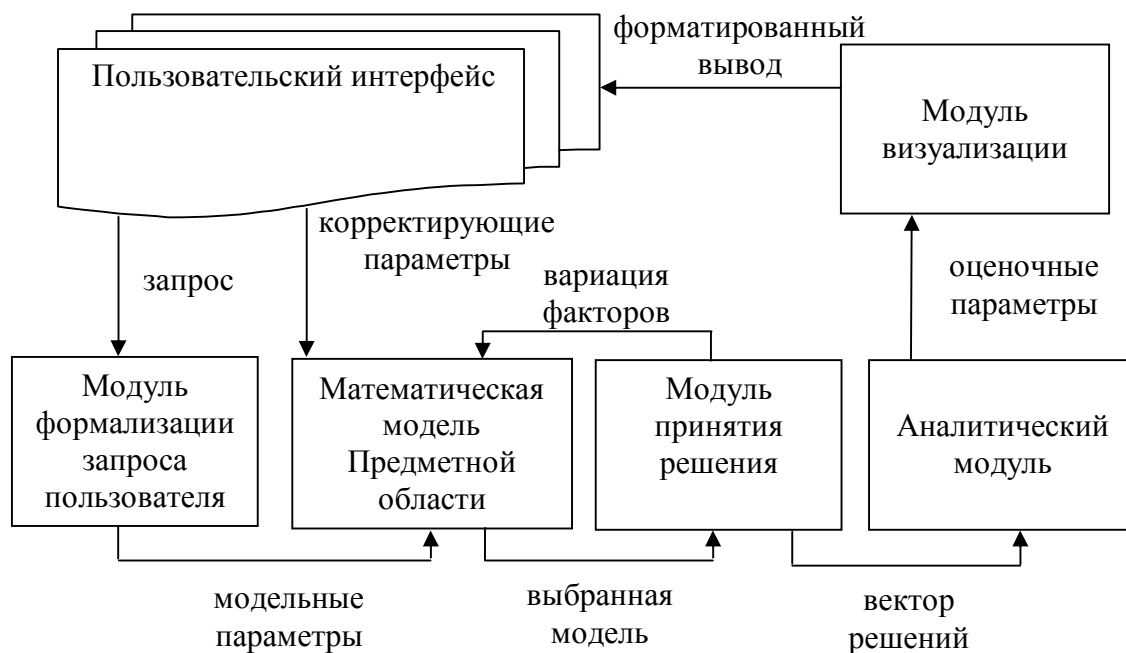 форматированный
вывод
Пользовательский интерфейс
Модуль
визуализации
корректирующие
параметры
запрос
вариация
факторов
оценочные
параметры
Модуль
формализации
запроса
пользователя
Математическая
модель
Предметной
области
Модуль
принятия
решения
Аналитический
модуль
модельные
параметры
выбранная
модель
вектор
решений